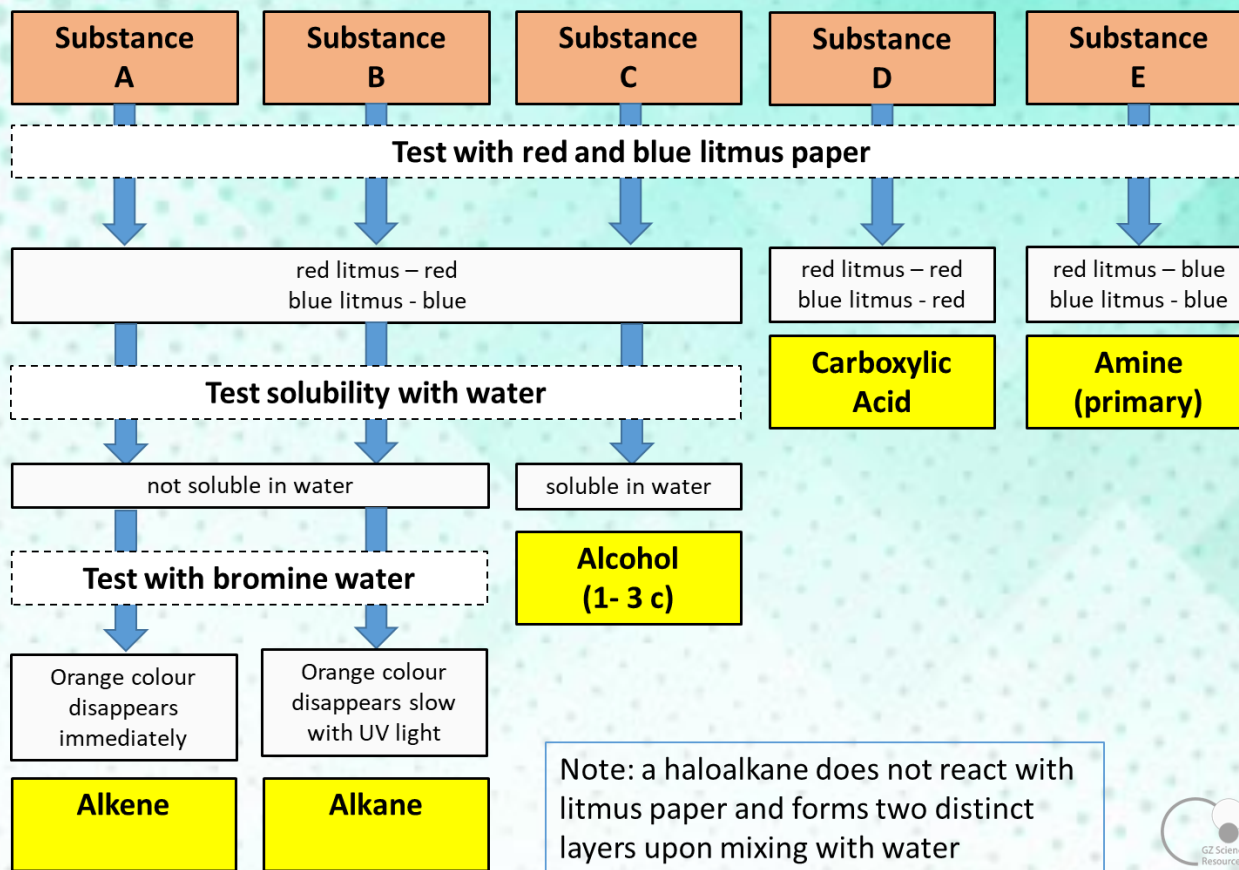 Substance
A
Substance
B
Substance
C
Substance
D
Substance
E
Test with red and blue litmus paper
red litmus – red
blue litmus - blue
red litmus – red
blue litmus - red
red litmus – blue
blue litmus - blue
Carboxylic
Acid
Amine
(primary)
Test solubility with water
not soluble in water
soluble in water
Alcohol
(1- 3 c)
Test with bromine water
Orange colour
disappears
immediately
Orange colour
disappears slow
with UV light
Alkene
Alkane
Note: a haloalkane does not react with
litmus paper and forms two distinct
layers upon mixing with water
GZ Scien
Resource